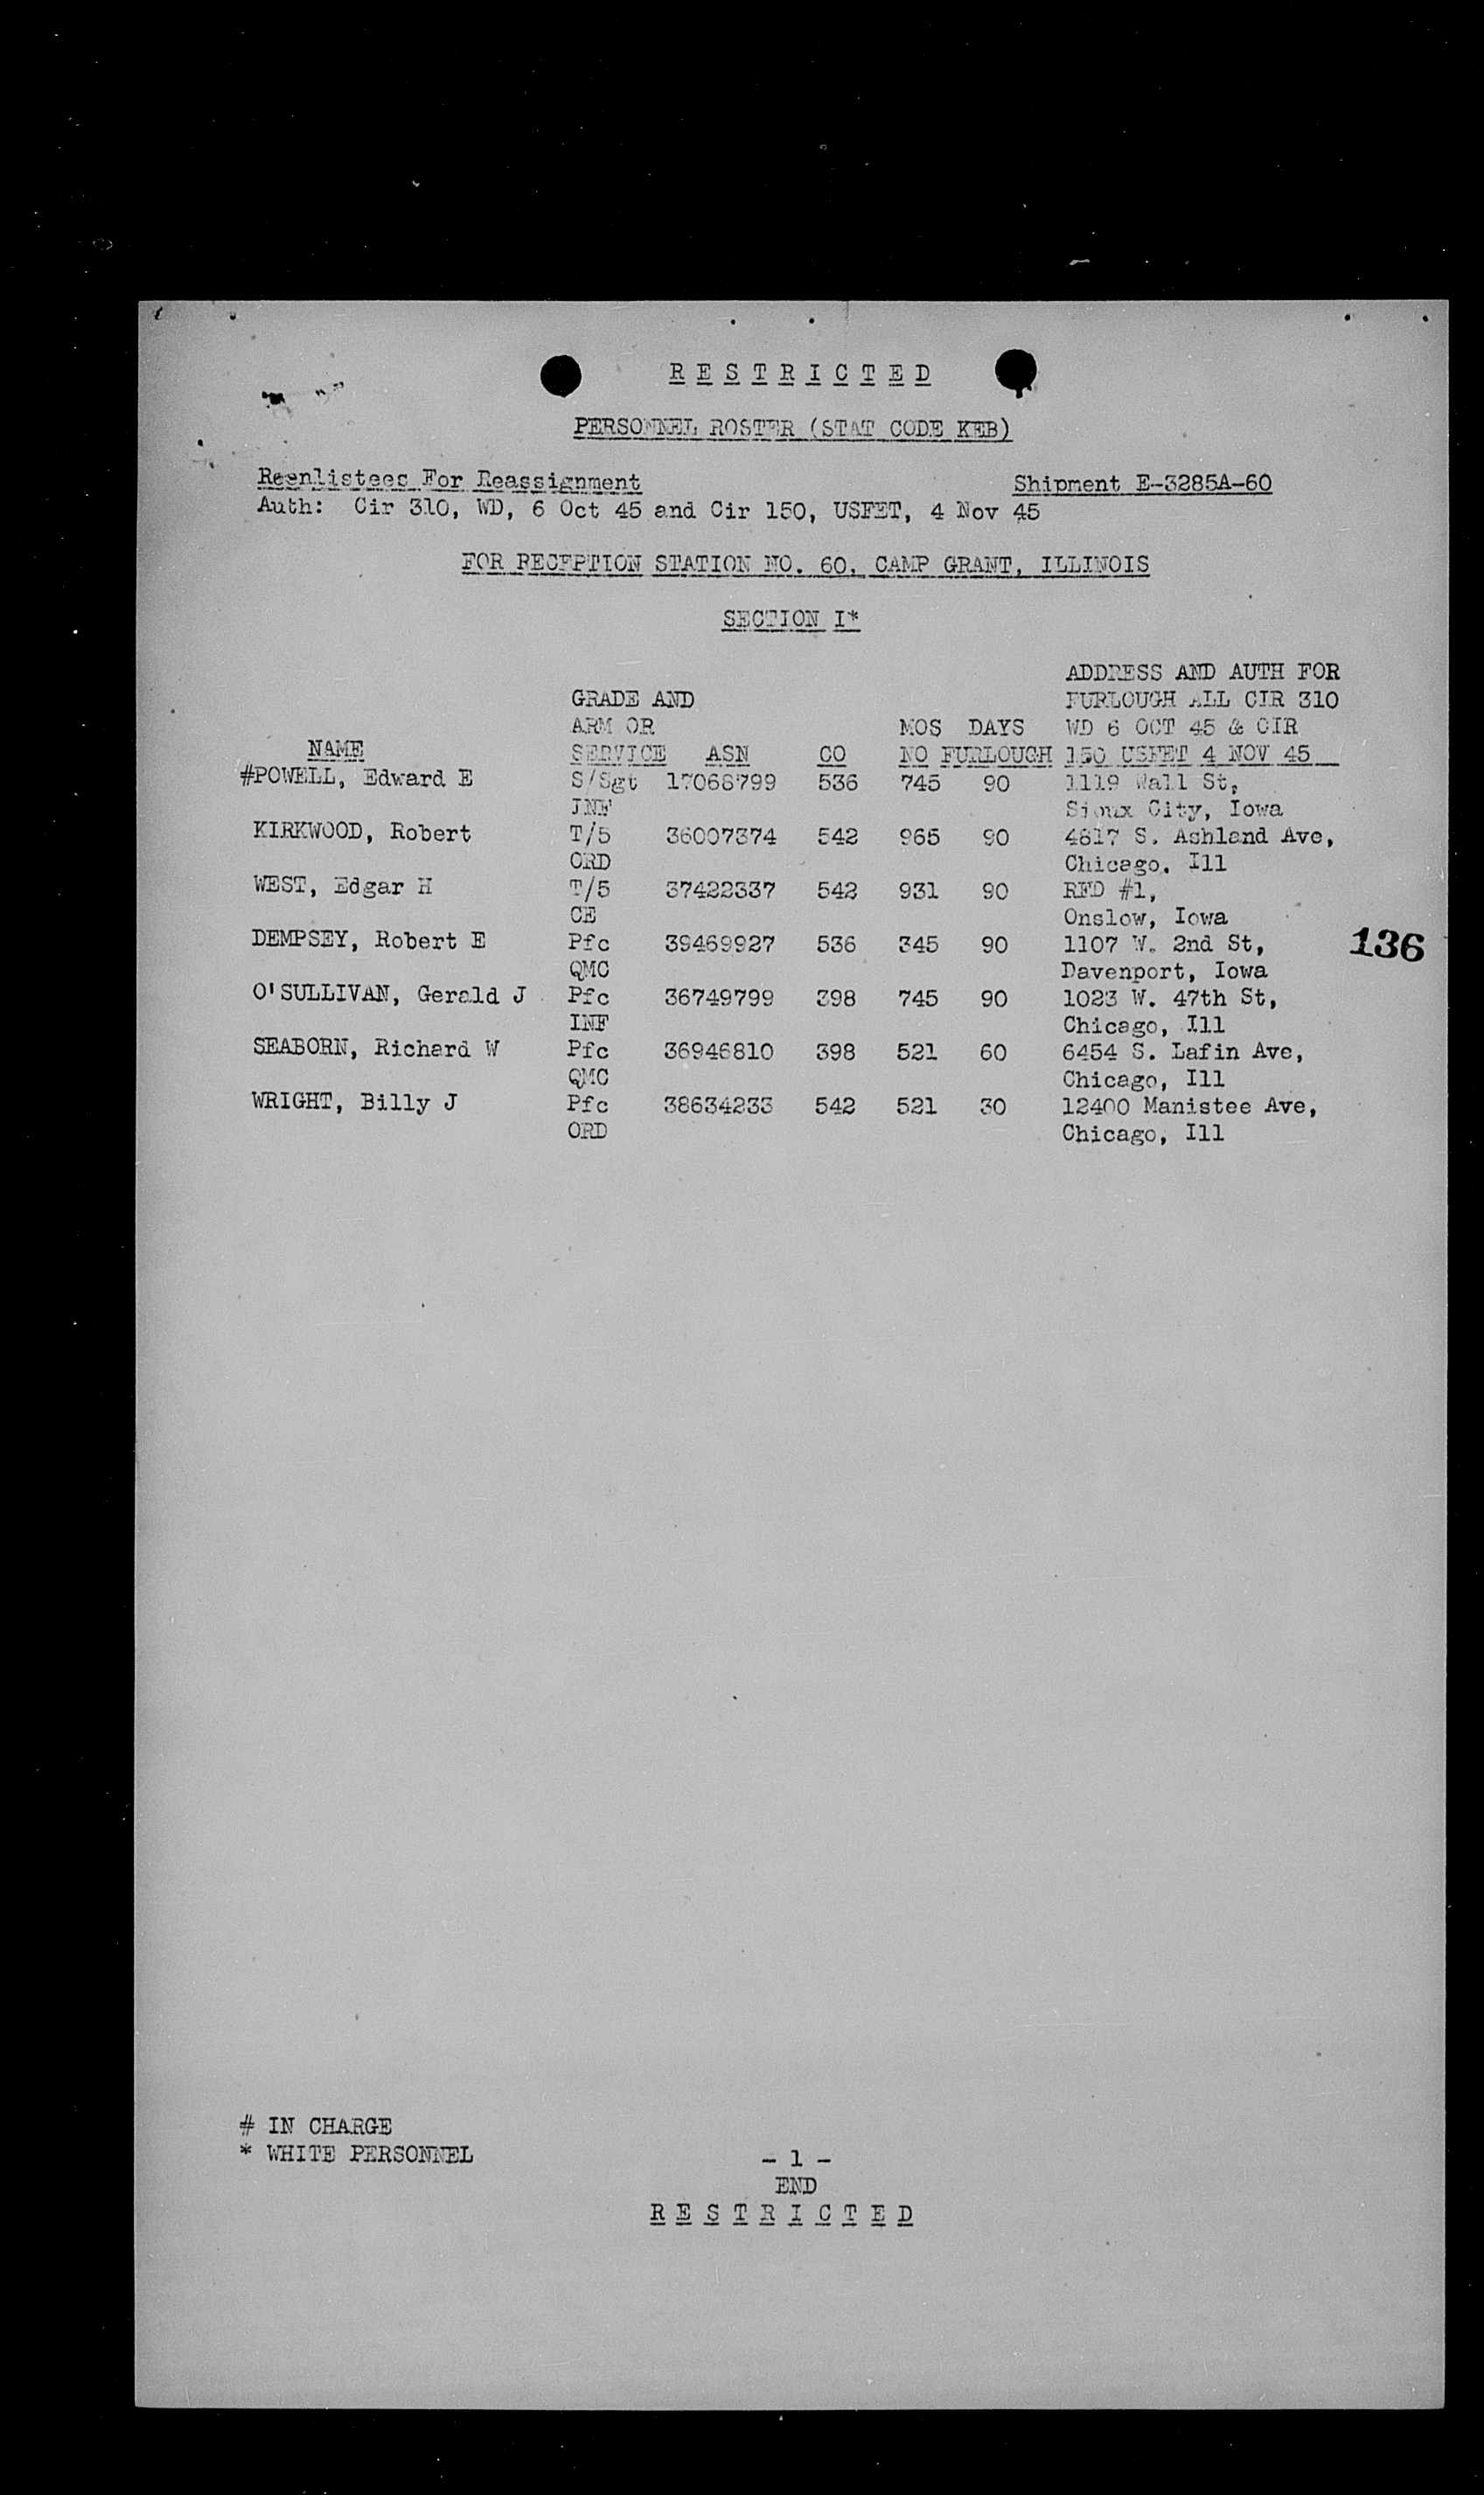 R E S T R I C T E D
PERSONNEL ROSTER (STAT CODE KEB)
Reenlistees For Reassignment Shipment E-3285A-60
Auth: Cir 310, WD, 6 Oct 45 and Cir 150, USFET, 4 Nov 45
FOR RECEPTION STATION NO. 60, CAMP GRANT, ILLINOIS
SECTION I*
ADDRESS AND AUTH FOR
GRADE AND FURLOUGH ALL CIR 310
ARM OR MOS DAYS WD 6 OCT 45 & CIR
NAME SERVICE ASN CO NO FURLOUGH 150 USFET 4 NOV 45
#POWELL, Edward E S/Sgt 17068799 536 745 90 1119 Wall St,
INF Sioux City, Iowa
KIRKWOOD, Robert T/5 36007374 542 965 90 4817 S. Ashland Ave,
ORD Chicago, Ill
WEST, Edgar H T/5 37422337 542 931 90 RFD #1,
CE Onslow, Iowa
DEMPSEY, Robert E Pfc 39469927 536 345 90 1107 W. 2nd St,
136
QMC Davenport, Iowa
O'SULLIVAN, Gerald J Pfc 36749799 398 745 90 1023 W. 47th St,
INF Chicago, Ill
SEABORN, Richard W Pfc 36946810 398 521 60 6454 S. Lafin Ave,
QMC Chicago, Ill
WRIGHT, Billy J Pfc 38634233 542 521 30 12400 Manistee Ave,
ORD Chicago, Ill
# IN CHARGE
* WHITE PERSONNEL
- 1 -
END
R E S T R I C T E D